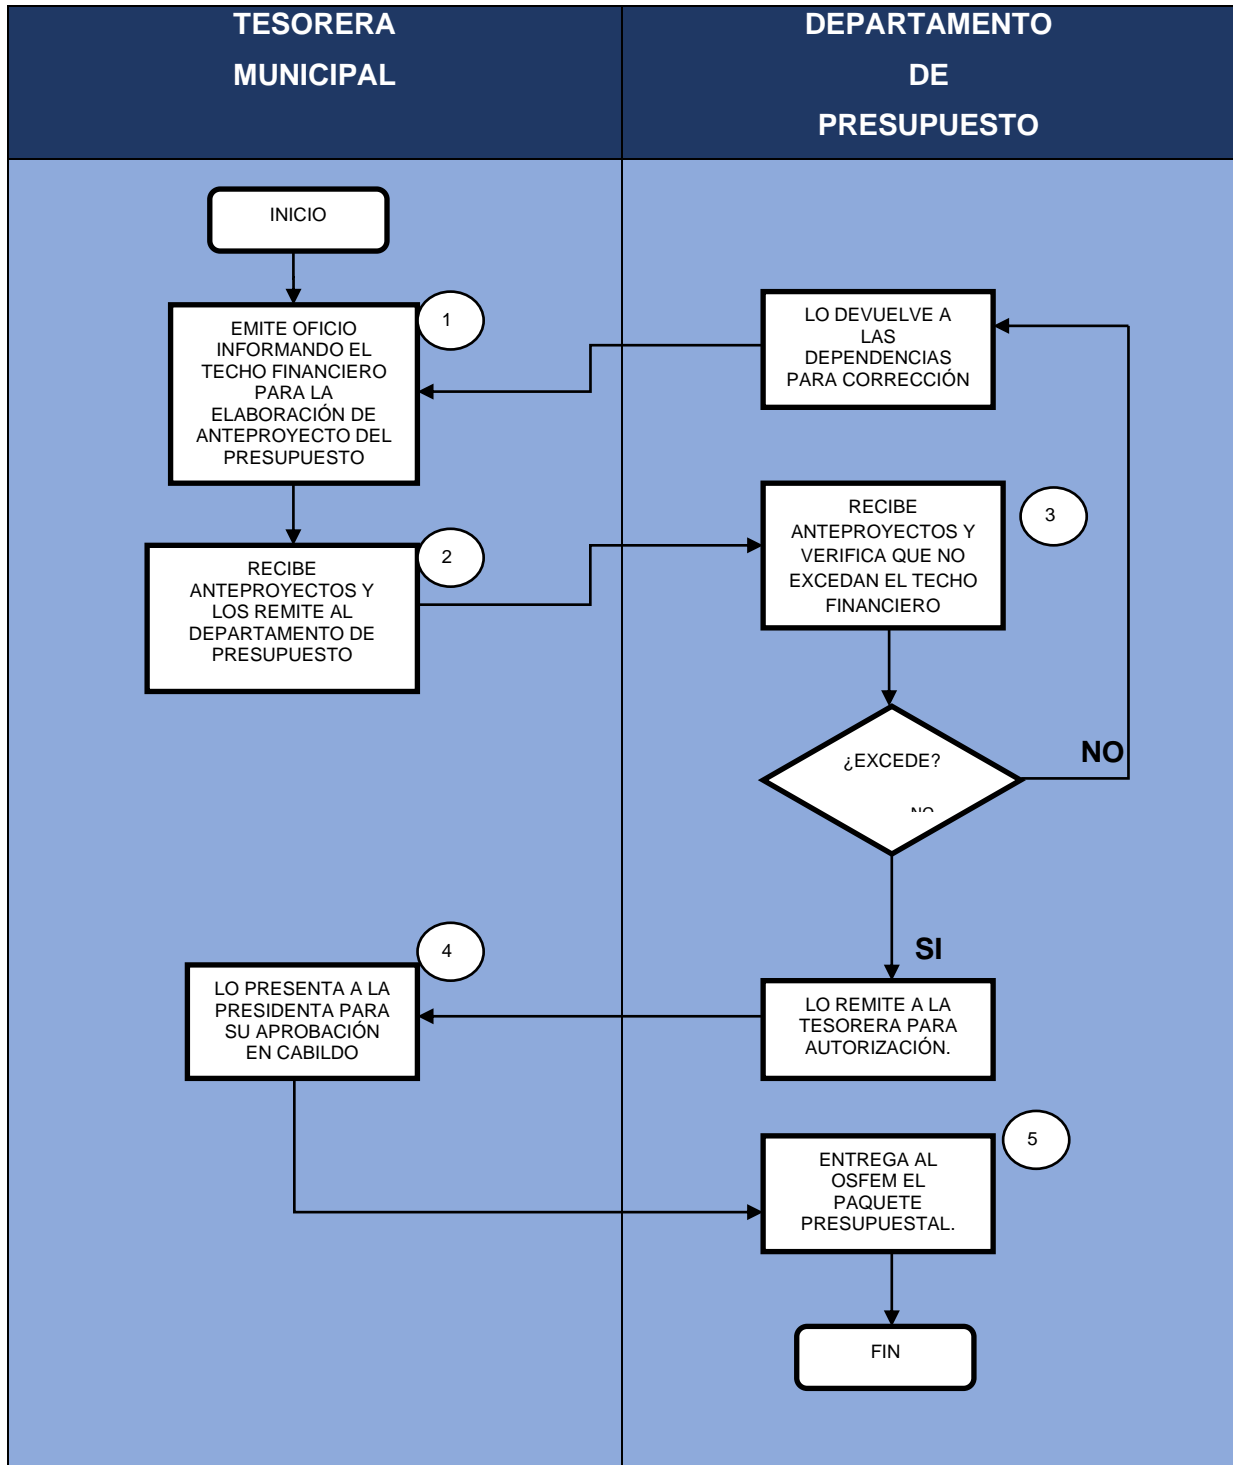 TESORERA
MUNICIPAL
DEPARTAMENTO
DE
PRESUPUESTO
INICIO
EMITE OFICIO
INFORMANDO EL
TECHO FINANCIERO
PARA LA
ELABORACIÓN DE
ANTEPROYECTO DEL
PRESUPUESTO
1
LO DEVUELVE A
LAS
DEPENDENCIAS
PARA CORRECCIÓN
RECIBE
ANTEPROYECTOS Y
LOS REMITE AL
DEPARTAMENTO DE
PRESUPUESTO
2
RECIBE
ANTEPROYECTOS Y
VERIFICA QUE NO
EXCEDAN EL TECHO
FINANCIERO
3
¿EXCEDE?
NO
NO
SI
4
LO PRESENTA A LA
PRESIDENTA PARA
SU APROBACIÓN
EN CABILDO
LO REMITE A LA
TESORERA PARA
AUTORIZACIÓN.
5
ENTREGA AL
OSFEM EL
PAQUETE
PRESUPUESTAL.
FIN